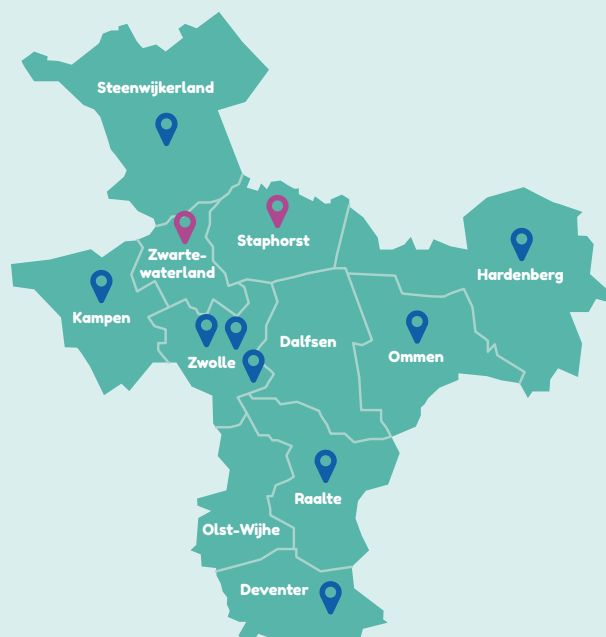 Steenwijkerland
Staphorst
Zwarte-
waterland
Hardenberg
Kampen
Dalfsen
Ommen
Zwolle
Raalte
Olst-Wijhe
Deventer